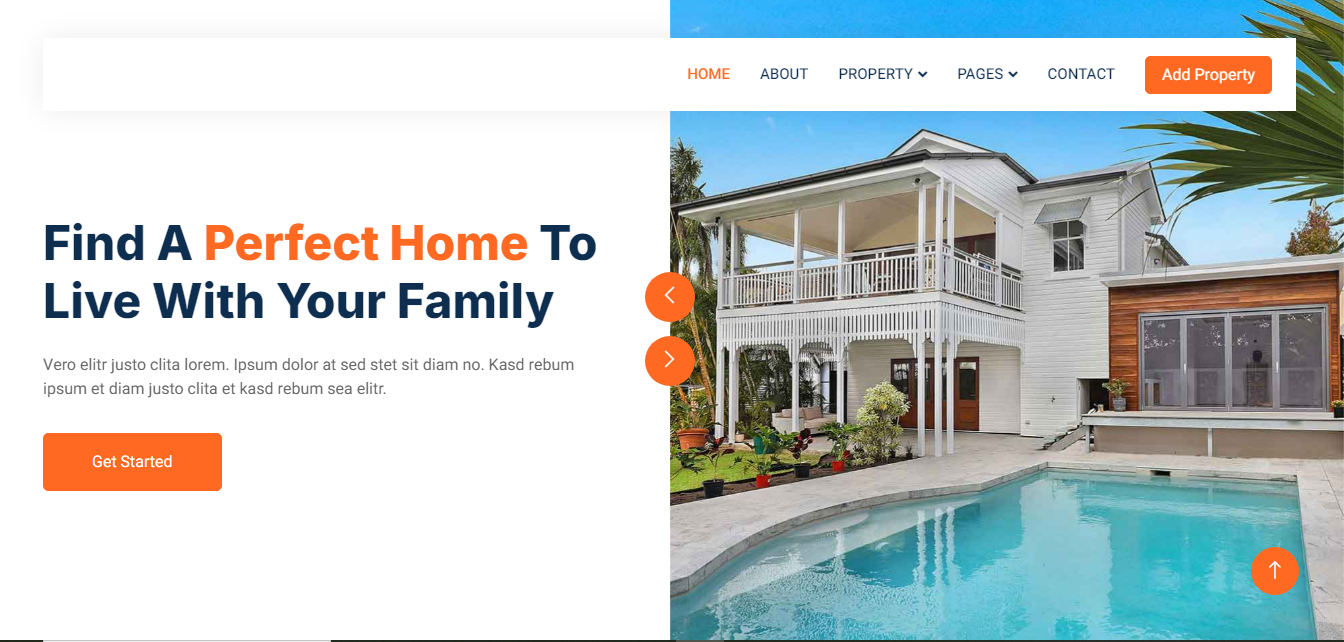 HOME ABOUT PROPERTY PAGES CONTACT Add Property
Find A Perfect Home To
Live With Your Family
Vero elitr justo clita lorem. Ipsum dolor at sed stet sit diam no. Kasd rebum
ipsum et diam justo clita et kasd rebum sea elitr.
Get Started